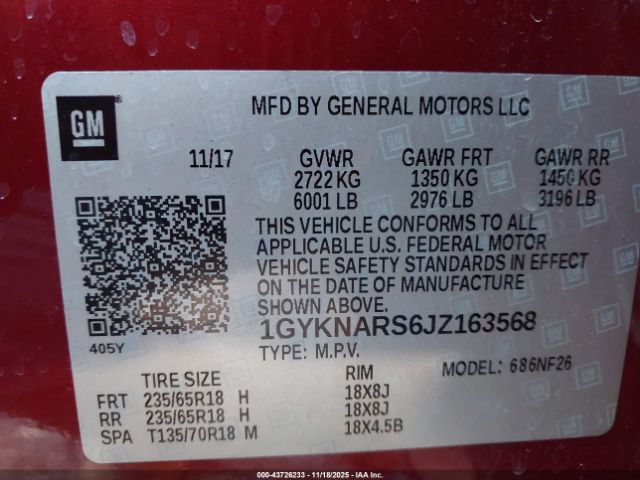 GM
MFD BY GENERAL MOTORS LLC
11/17 GVWR GAWR FRT GAWR RR
2722 KG 1350 KG 1450 KG
6001 LB 2976 LB 3196 LB
THIS VEHICLE CONFORMS TO ALL
APPLICABLE U.S. FEDERAL MOTOR
VEHICLE SAFETY STANDARDS IN EFFECT
ON THE DATE OF MANUFACTURE
SHOWN ABOVE.
1GYKNARS6JZ163568
405Y
TYPE: M.P.V. MODEL: 686NF26
TIRE SIZE RIM
FRT 235/65R18 H 18X8J
RR 235/65R18 H 18X8J
SPA T135/70R18 M 18X4.5B
000-43726233 - 11/18/2025 - IAAI.COM